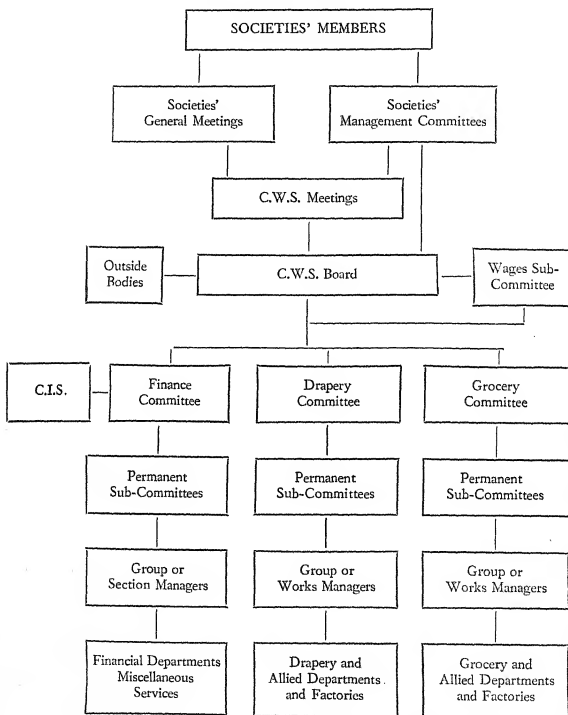 SOCIETIES' MEMBERS
Societies'
General Meetings
Societies'
Management Committees
C.W.S. Meetings
Outside
Bodies
C.W.S. Board
Wages Sub-
Committee
C.I.S.
Finance
Committee
Drapery
Committee
Grocery
Committee
Permanent
Sub-Committees
Permanent
Sub-Committees
Permanent
Sub-Committees
Group or
Section Managers
Group or
Works Managers
Group or
Works Managers
Financial Departments
Miscellaneous
Services
Drapery and
Allied Departments
and Factories
Grocery and
Allied Departments
and Factories